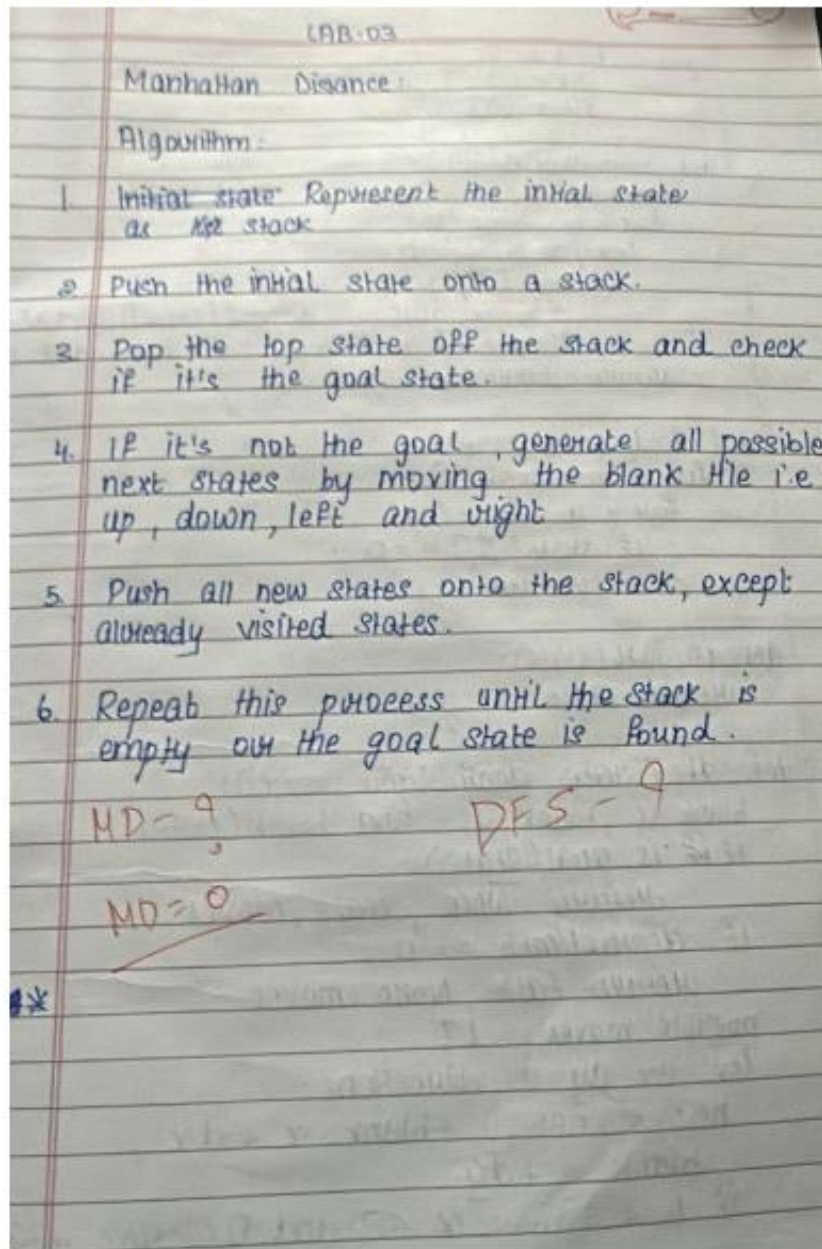 LAB-03
Manhattan Disance:
Algorithm:
1. Initial state Represent the intial state
as stack
2. Push the intial state onto a stack.
3 Pop the top state off the stack and check
if it's the goal state.
4. If it's not the goal, generate all possible
next states by moving the blank tile i.e
up, down, left and right
5. Push all new states onto the stack, except
already visited states.
6. Repeat this process until the stack is
empty or the goal state is found.
MD = 9 DFS - 9
MD = 0